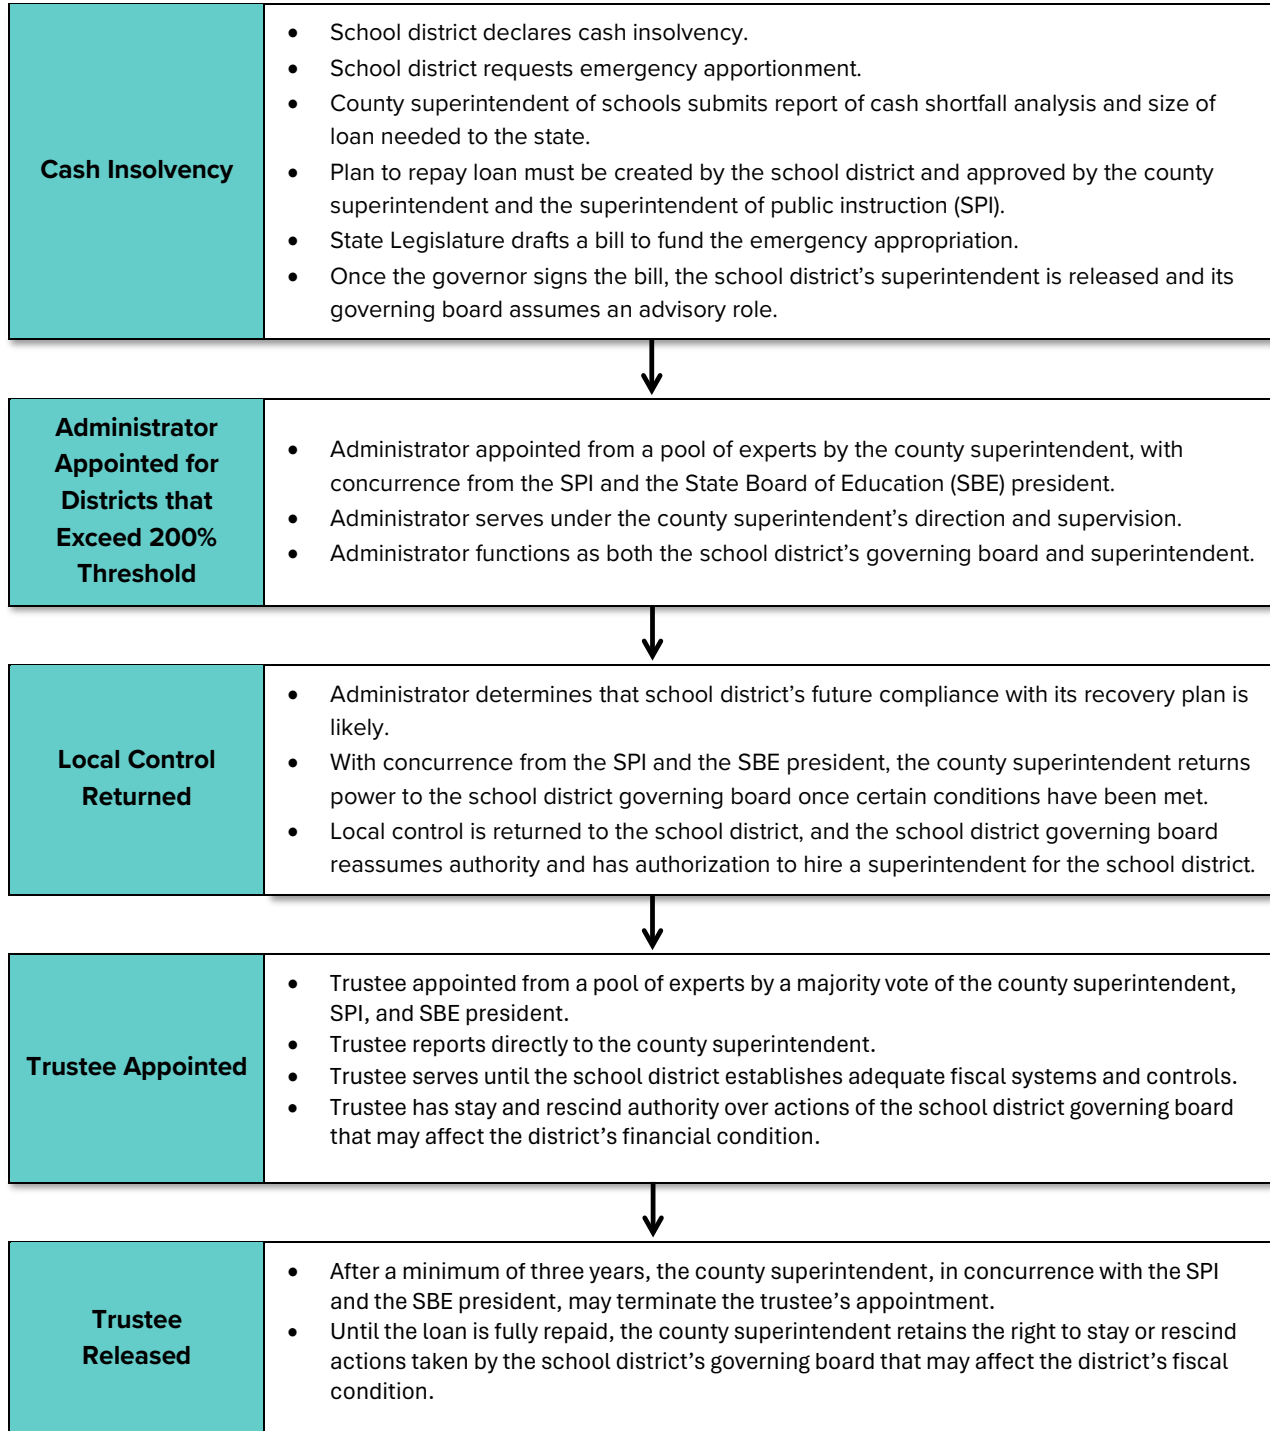 Cash Insolvency
• School district declares cash insolvency.
• School district requests emergency apportionment.
• County superintendent of schools submits report of cash shortfall analysis and size of
loan needed to the state.
• Plan to repay loan must be created by the school district and approved by the county
superintendent and the superintendent of public instruction (SPI).
• State Legislature drafts a bill to fund the emergency appropriation.
• Once the governor signs the bill, the school district’s superintendent is released and its
governing board assumes an advisory role.
Administrator
Appointed for
Districts that
Exceed 200%
Threshold
• Administrator appointed from a pool of experts by the county superintendent, with
concurrence from the SPI and the State Board of Education (SBE) president.
• Administrator serves under the county superintendent’s direction and supervision.
• Administrator functions as both the school district’s governing board and superintendent.
Local Control
Returned
• Administrator determines that school district’s future compliance with its recovery plan is
likely.
• With concurrence from the SPI and the SBE president, the county superintendent returns
power to the school district governing board once certain conditions have been met.
• Local control is returned to the school district, and the school district governing board
reassumes authority and has authorization to hire a superintendent for the school district.
Trustee Appointed
• Trustee appointed from a pool of experts by a majority vote of the county superintendent,
SPI, and SBE president.
• Trustee reports directly to the county superintendent.
• Trustee serves until the school district establishes adequate fiscal systems and controls.
• Trustee has stay and rescind authority over actions of the school district governing board
that may affect the district’s financial condition.
Trustee
Released
• After a minimum of three years, the county superintendent, in concurrence with the SPI
and the SBE president, may terminate the trustee’s appointment.
• Until the loan is fully repaid, the county superintendent retains the right to stay or rescind
actions taken by the school district’s governing board that may affect the district’s fiscal
condition.